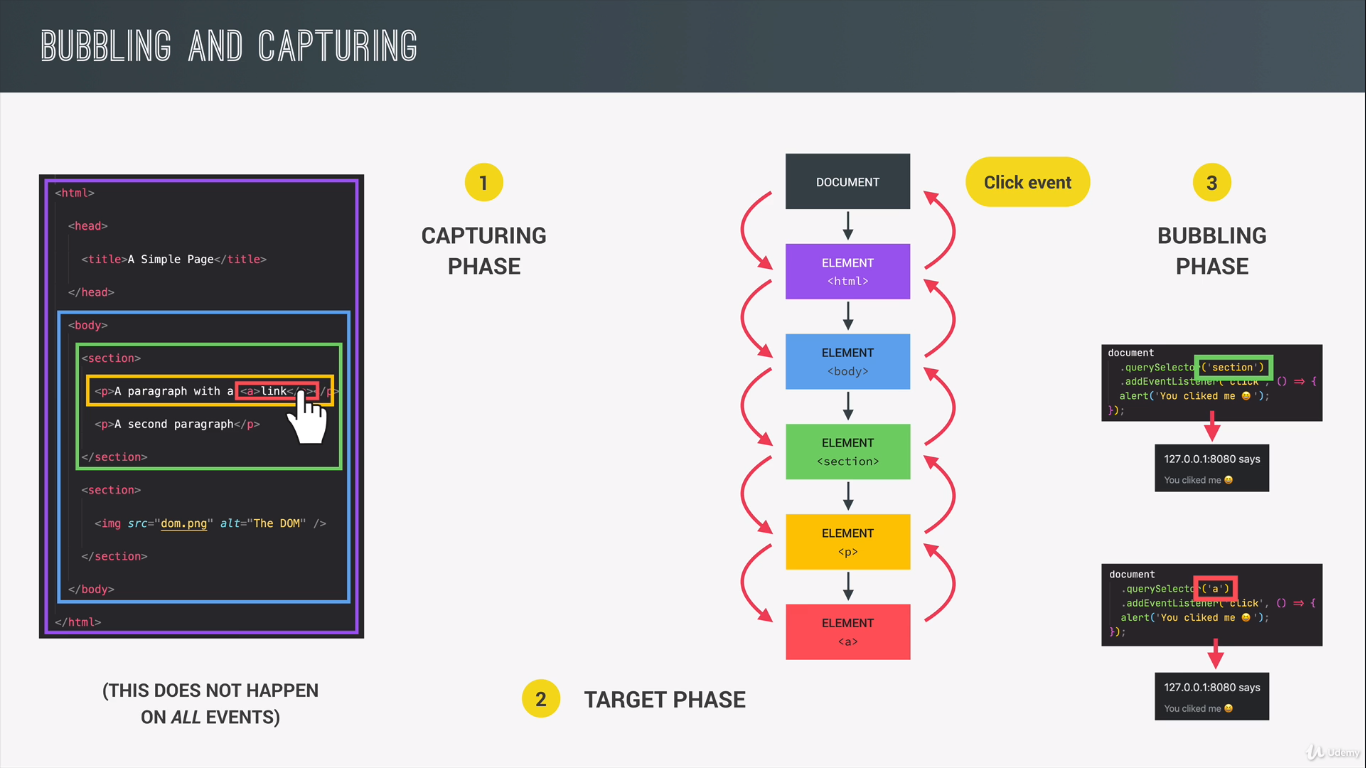 BUBBLING AND CAPTURING
<html>
<head>
<title>A Simple Page</title>
</head>
<body>
<section>
<p>A paragraph with a <a>link</a></p>
<p>A second paragraph</p>
</section>
<section>
<img src="dom.png" alt="The DOM" />
</section>
</body>
</html>
(THIS DOES NOT HAPPEN
ON ALL EVENTS)
1
CAPTURING
PHASE
DOCUMENT
ELEMENT
<html>
ELEMENT
<body>
ELEMENT
<section>
ELEMENT
<p>
ELEMENT
<a>
2
TARGET PHASE
Click event
3
BUBBLING
PHASE
document
.querySelector('section')
.addEventListener('click', () => {
alert('You cliked me 😀');
});
127.0.0.1:8080 says
You cliked me 😀
document
.querySelector('a')
.addEventListener('click', () => {
alert('You cliked me 😀');
});
127.0.0.1:8080 says
You cliked me 😀
Udemy